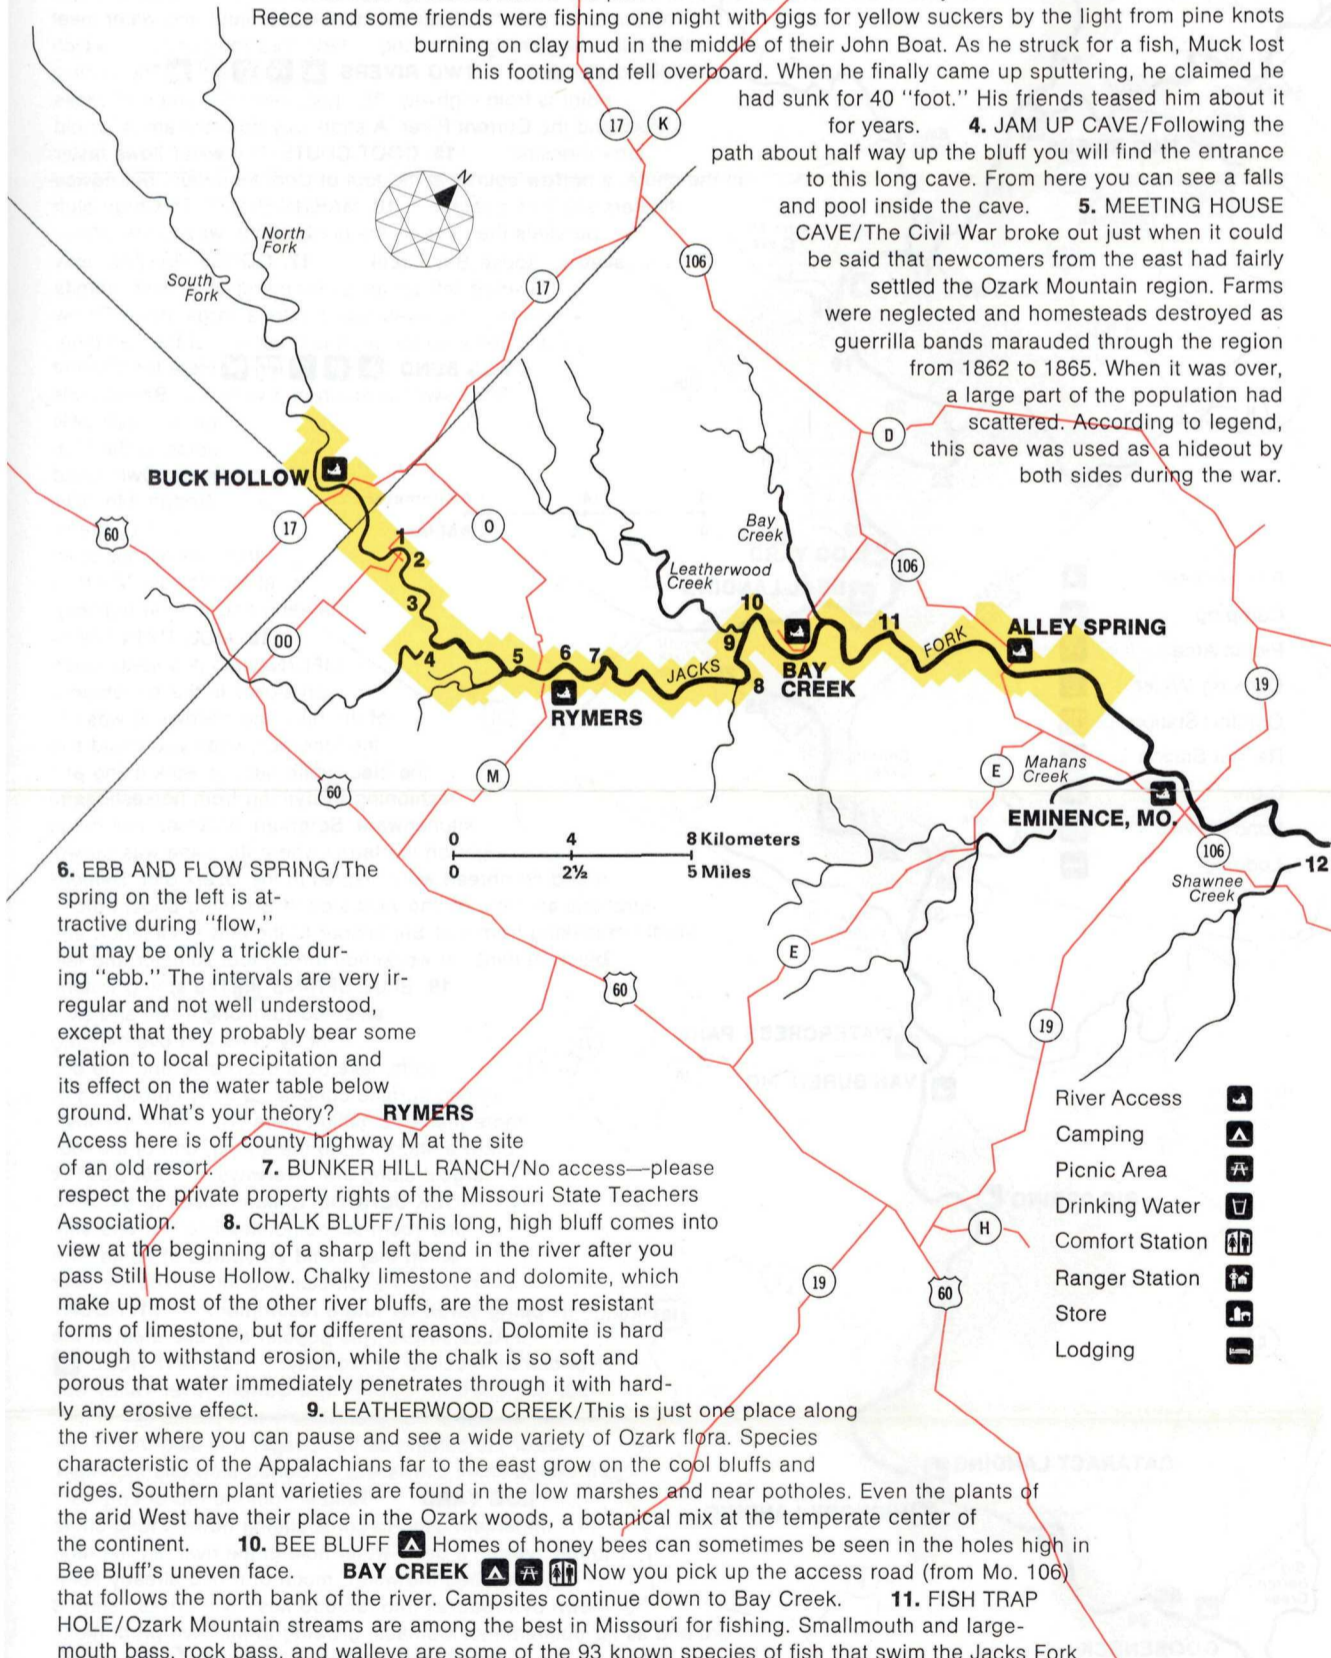 Reece and some friends were fishing one night with gigs for yellow suckers by the light from pine knots
burning on clay mud in the middle of their John Boat. As he struck for a fish, Muck lost
his footing and fell overboard. When he finally came up sputtering, he claimed he
had sunk for 40 "foot." His friends teased him about it
for years. 4. JAM UP CAVE/Following the
path about half way up the bluff you will find the entrance
to this long cave. From here you can see a falls
and pool inside the cave. 5. MEETING HOUSE
CAVE/The Civil War broke out just when it could
be said that newcomers from the east had fairly
settled the Ozark Mountain region. Farms
were neglected and homesteads destroyed as
guerrilla bands marauded through the region
from 1862 to 1865. When it was over,
a large part of the population had
scattered. According to legend,
this cave was used as a hideout by
both sides during the war.
17
K
N
North
Fork
South
Fork
106
17
D
BUCK HOLLOW
60
17
O
1
2
3
Bay
Creek
Leatherwood
Creek
106
OO
4
5
6
7
JACKS
8
9
10
11
FORK
ALLEY SPRING
BAY
CREEK
RYMERS
19
M
60
E
Mahans
Creek
EMINENCE, MO.
106
12
Shawnee
Creek
0 4 8 Kilometers
0 2½ 5 Miles
E
60
19
H
19
60
6. EBB AND FLOW SPRING/The
spring on the left is at-
tractive during "flow,"
but may be only a trickle dur-
ing "ebb." The intervals are very ir-
regular and not well understood,
except that they probably bear some
relation to local precipitation and
its effect on the water table below
ground. What's your theory? RYMERS
Access here is off county highway M at the site
of an old resort. 7. BUNKER HILL RANCH/No access—please
respect the private property rights of the Missouri State Teachers
Association. 8. CHALK BLUFF/This long, high bluff comes into
view at the beginning of a sharp left bend in the river after you
pass Still House Hollow. Chalky limestone and dolomite, which
make up most of the other river bluffs, are the most resistant
forms of limestone, but for different reasons. Dolomite is hard
enough to withstand erosion, while the chalk is so soft and
porous that water immediately penetrates through it with hard-
ly any erosive effect. 9. LEATHERWOOD CREEK/This is just one place along
the river where you can pause and see a wide variety of Ozark flora. Species
characteristic of the Appalachians far to the east grow on the cool bluffs and
ridges. Southern plant varieties are found in the low marshes and near potholes. Even the plants of
the arid West have their place in the Ozark woods, a botanical mix at the temperate center of
the continent. 10. BEE BLUFF Homes of honey bees can sometimes be seen in the holes high in
Bee Bluff's uneven face. BAY CREEK Now you pick up the access road (from Mo. 106)
that follows the north bank of the river. Campsites continue down to Bay Creek. 11. FISH TRAP
HOLE/Ozark Mountain streams are among the best in Missouri for fishing. Smallmouth and large-
mouth bass, rock bass, and walleye are some of the 93 known species of fish that swim the Jacks Fork
River Access
Camping
Picnic Area
Drinking Water
Comfort Station
Ranger Station
Store
Lodging